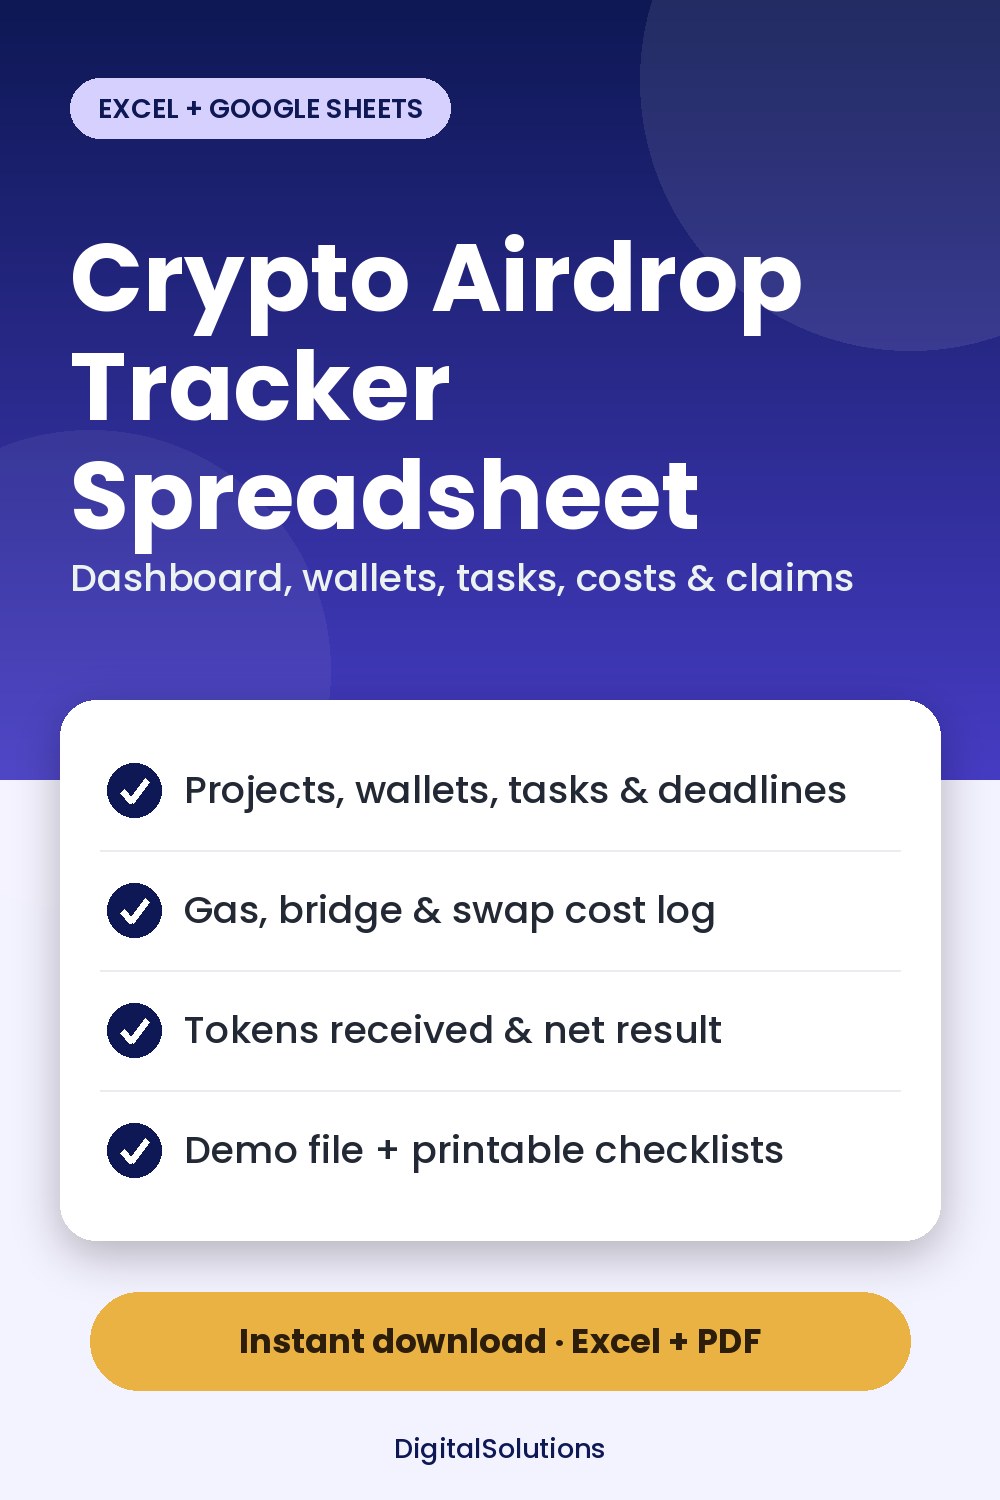 EXCEL + GOOGLE SHEETS
Crypto Airdrop
Tracker
Spreadsheet
Dashboard, wallets, tasks, costs & claims
Projects, wallets, tasks & deadlines
Gas, bridge & swap cost log
Tokens received & net result
Demo file + printable checklists
Instant download · Excel + PDF
DigitalSolutions